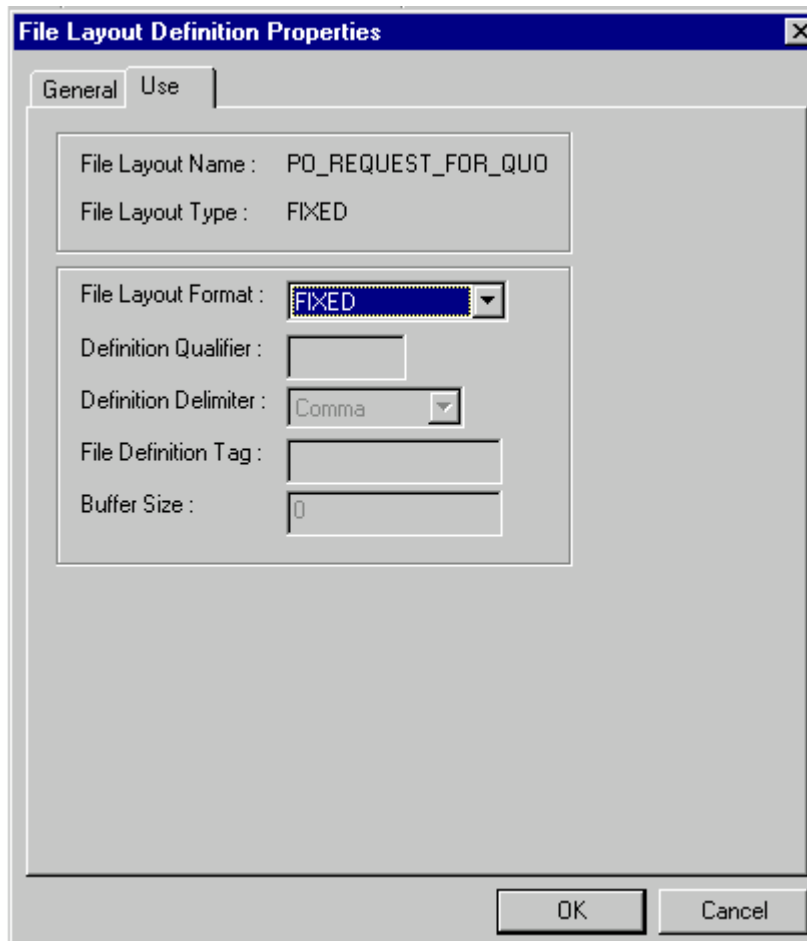 File Layout Definition Properties
General Use
File Layout Name : PO_REQUEST_FOR_QUO
File Layout Type : FIXED
File Layout Format : FIXED
Definition Qualifier :
Definition Delimiter : Comma
File Definition Tag :
Buffer Size : 0
OK Cancel